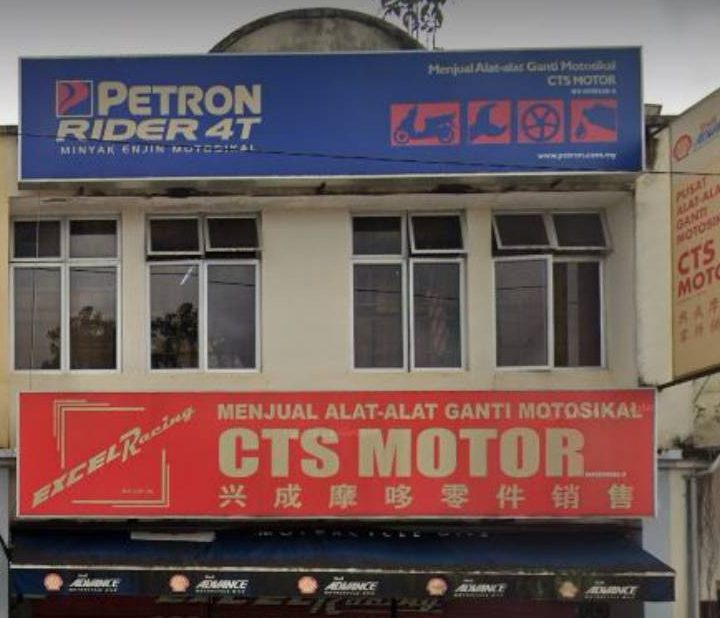 PETRON
RIDER 4T
MINYAK ENJIN MOTOSIKAL
Menjual Alat-alat Ganti Motosikal
CTS MOTOR
www.petron.com.my
PUSAT
GANTI
CTS
EXCEL Racing
MENJUAL ALAT-ALAT GANTI MOTOSIKAL
CTS MOTOR
兴成摩哆零件销售
ADVANCE
ADVANCE
ADVANCE
ADVANCE
ADVANCE
EXCEL Racing